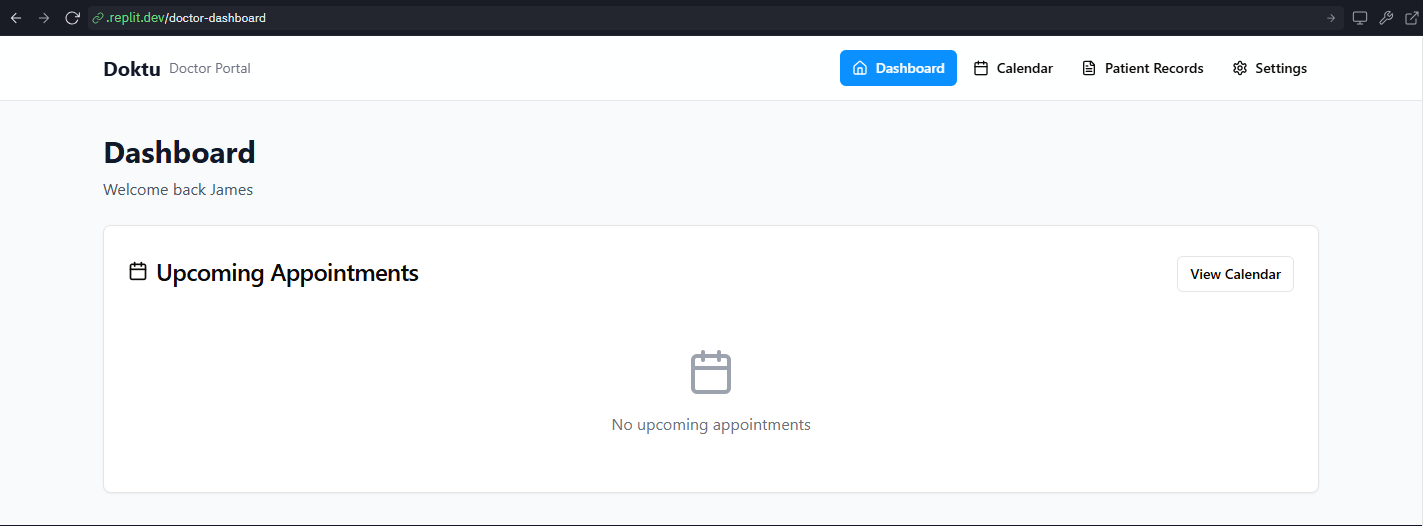 .replit.dev/doctor-dashboard
Doktu Doctor Portal Dashboard Calendar Patient Records Settings
Dashboard
Welcome back James
Upcoming Appointments View Calendar
No upcoming appointments